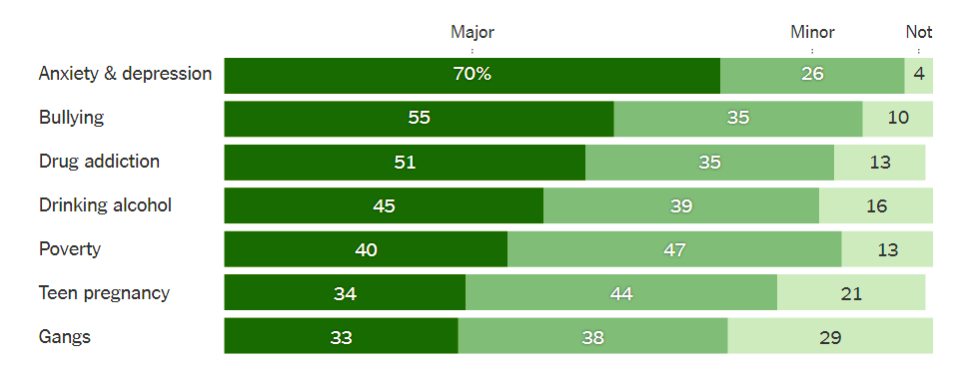 Major Minor Not
Anxiety & depression 70% 26 4
Bullying 55 35 10
Drug addiction 51 35 13
Drinking alcohol 45 39 16
Poverty 40 47 13
Teen pregnancy 34 44 21
Gangs 33 38 29